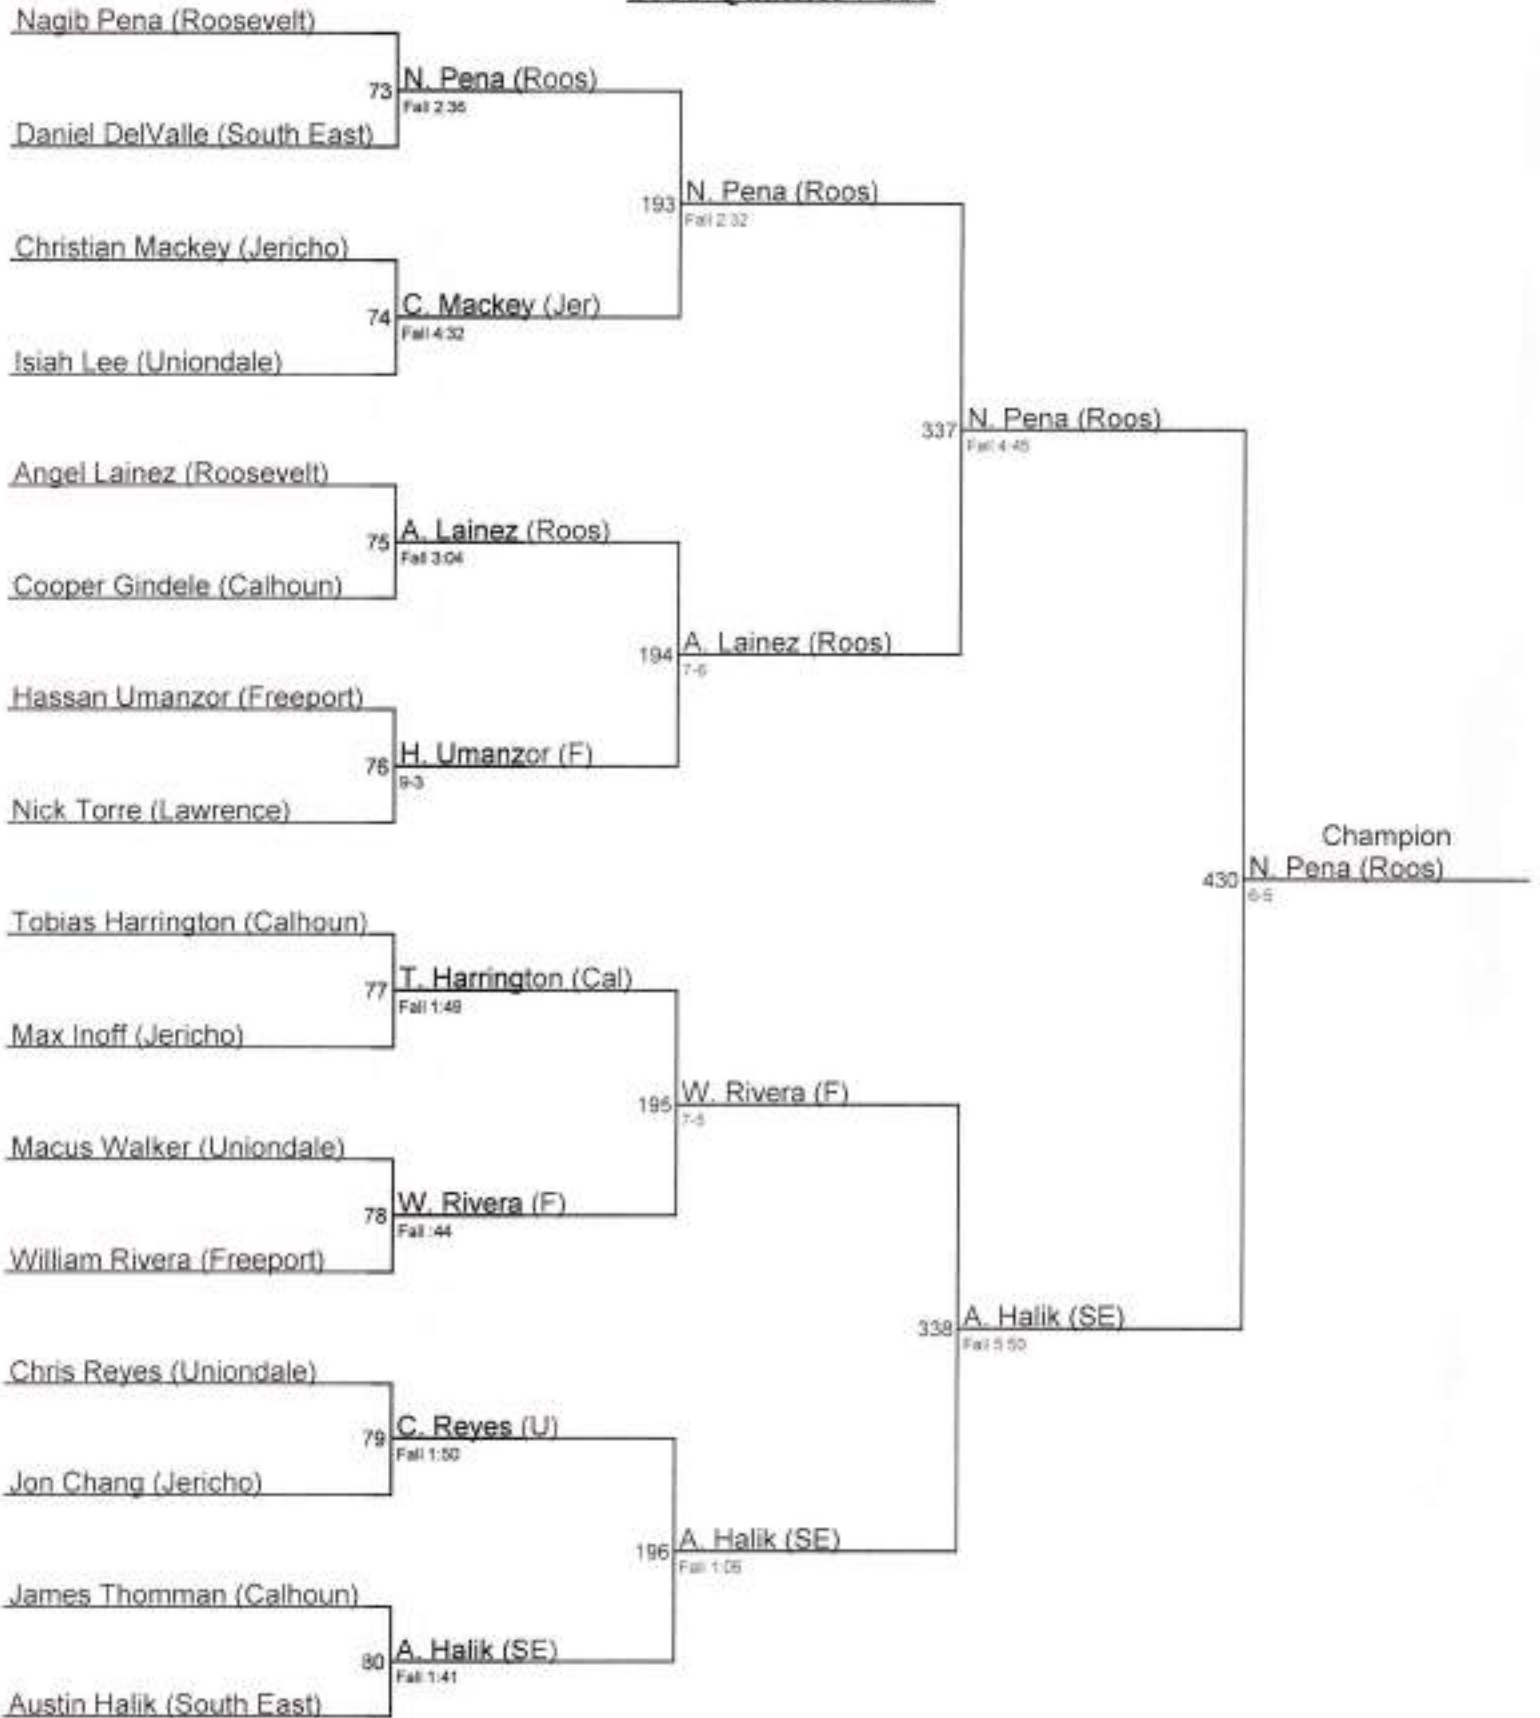 Nagib Pena (Roosevelt)
73 N. Pena (Roos)
Fall 2:36
Daniel DelValle (South East)
193 N. Pena (Roos)
Fall 2:32
Christian Mackey (Jericho)
74 C. Mackey (Jer)
Fall 4:32
Isiah Lee (Uniondale)
337 N. Pena (Roos)
Fall 4:45
Angel Lainez (Roosevelt)
75 A. Lainez (Roos)
Fall 3:04
Cooper Gindele (Calhoun)
194 A. Lainez (Roos)
7-6
Hassan Umanzor (Freeport)
76 H. Umanzor (F)
9-3
Nick Torre (Lawrence)
Champion
430 N. Pena (Roos)
6-5
Tobias Harrington (Calhoun)
77 T. Harrington (Cal)
Fall 1:49
Max Inoff (Jericho)
195 W. Rivera (F)
7-5
Macus Walker (Uniondale)
78 W. Rivera (F)
Fall :44
William Rivera (Freeport)
338 A. Halik (SE)
Fall 5:50
Chris Reyes (Uniondale)
79 C. Reyes (U)
Fall 1:50
Jon Chang (Jericho)
196 A. Halik (SE)
Fall 1:06
James Thomman (Calhoun)
80 A. Halik (SE)
Fall 1:41
Austin Halik (South East)